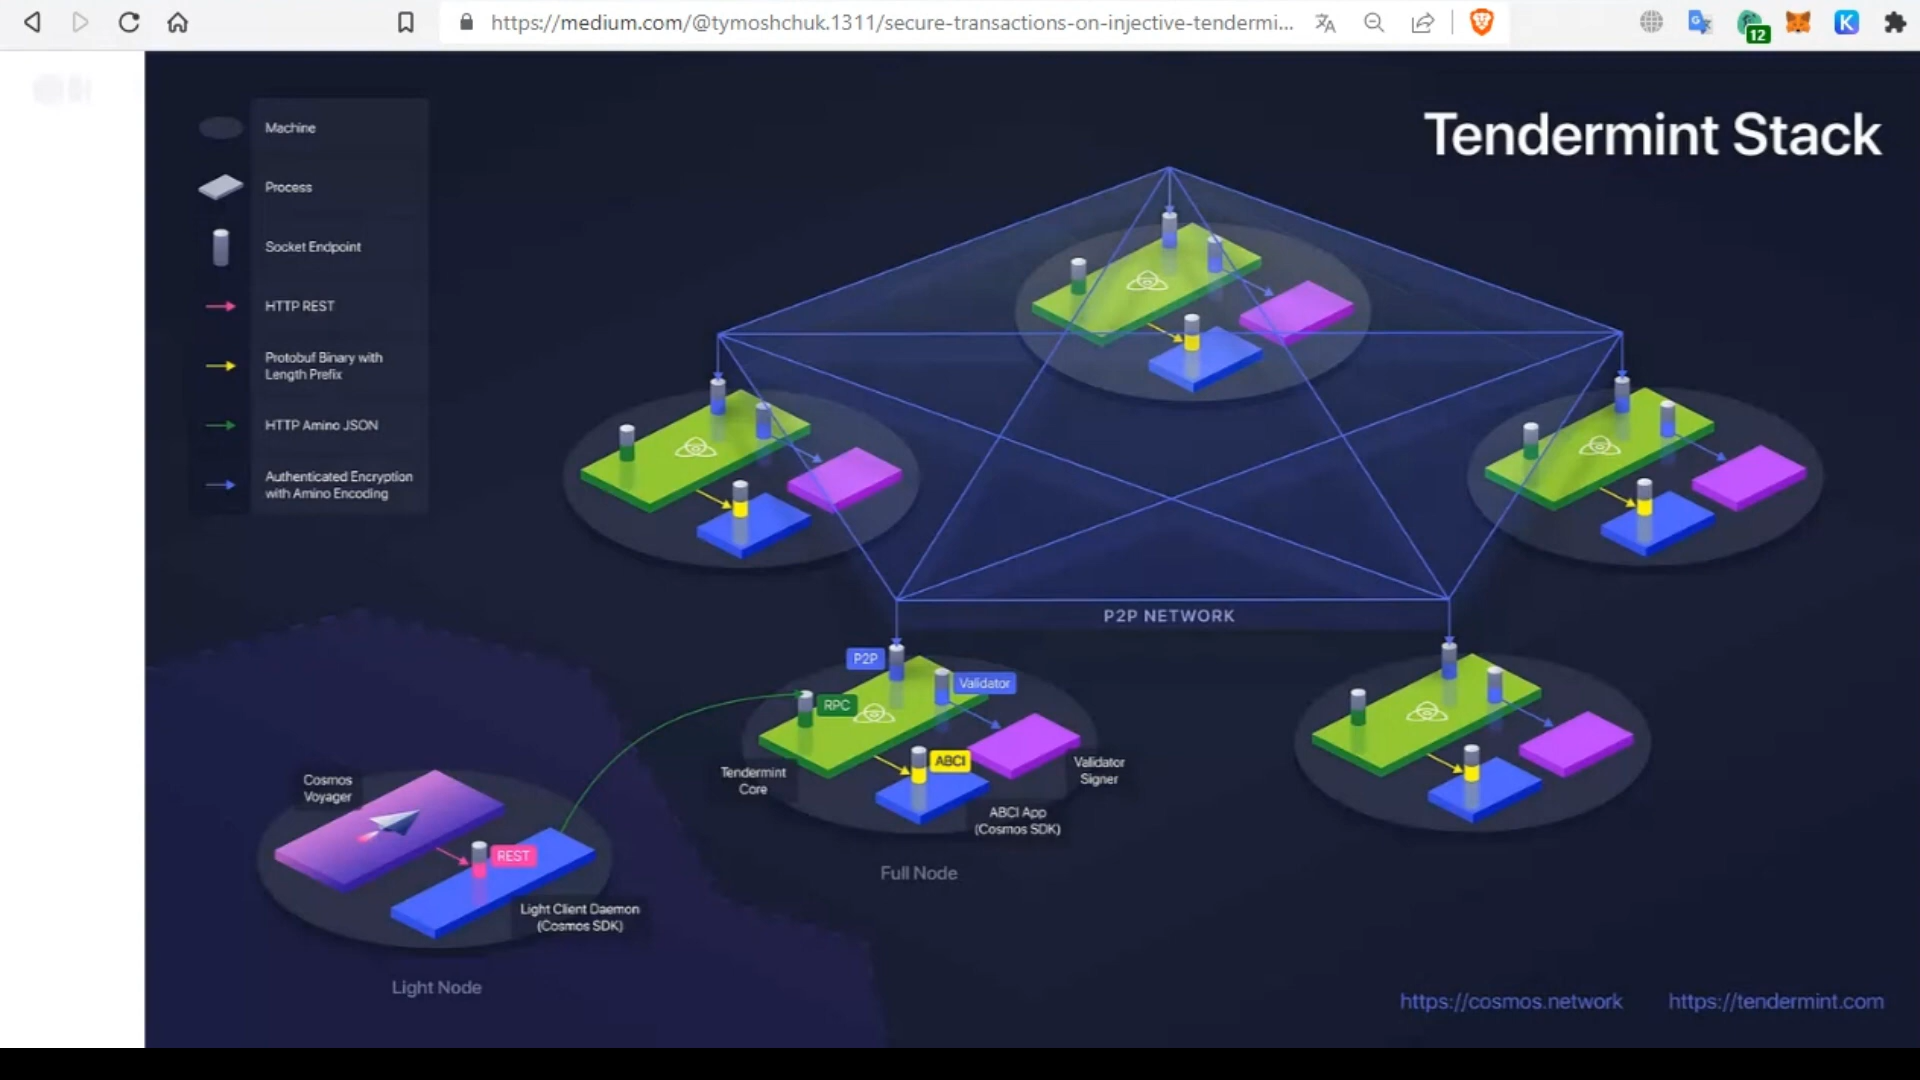 https://medium.com/@tymoshchuk.1311/secure-transactions-on-injective-tendermi...
12
K
Tendermint Stack
Machine
Process
Socket Endpoint
HTTP REST
Protobuf Binary with
Length Prefix
HTTP Amino JSON
Authenticated Encryption
with Amino Encoding
P2P NETWORK
P2P
Validator
RPC
ABCI
Tendermint
Core
Validator
Signer
ABCI App
(Cosmos SDK)
Full Node
Cosmos
Voyager
REST
Light Client Daemon
(Cosmos SDK)
Light Node
https://cosmos.network
https://tendermint.com